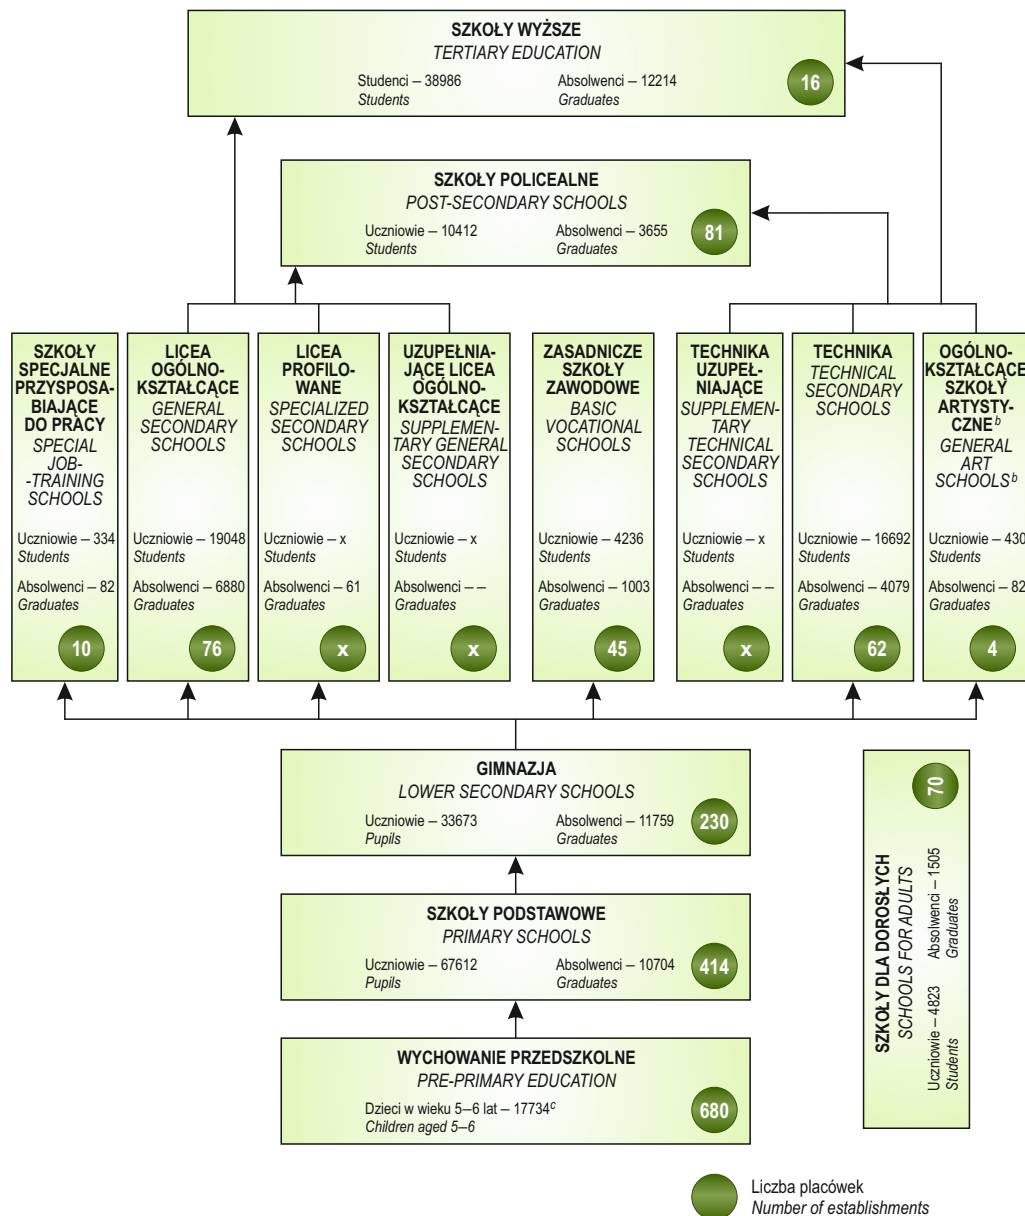 SZKOŁY WYŻSZE
TERTIARY EDUCATION
Studenci – 38986
Students
Absolwenci – 12214
Graduates
16
SZKOŁY POLICEALNE
POST-SECONDARY SCHOOLS
Uczniowie – 10412
Students
Absolwenci – 3655
Graduates
81
SZKOŁY
SPECJALNE
PRZYSPOSA-
BIAJĄCE
DO PRACY
SPECIAL
JOB-
-TRAINING
SCHOOLS
Uczniowie – 334
Students
Absolwenci – 82
Graduates
10
LICEA
OGÓLNO-
KSZTAŁCĄCE
GENERAL
SECONDARY
SCHOOLS
Uczniowie – 19048
Students
Absolwenci – 6880
Graduates
76
LICEA
PROFILO-
WANE
SPECIALIZED
SECONDARY
SCHOOLS
Uczniowie – x
Students
Absolwenci – 61
Graduates
x
UZUPEŁNIA-
JĄCE LICEA
OGÓLNO-
KSZTAŁCĄCE
SUPPLEMEN-
TARY GENERAL
SECONDARY
SCHOOLS
Uczniowie – x
Students
Absolwenci – –
Graduates
x
ZASADNICZE
SZKOŁY
ZAWODOWE
BASIC
VOCATIONAL
SCHOOLS
Uczniowie – 4236
Students
Absolwenci – 1003
Graduates
45
TECHNIKA
UZUPEŁ-
NIAJĄCE
SUPPLEMEN-
TARY
TECHNICAL
SECONDARY
SCHOOLS
Uczniowie – x
Students
Absolwenci – –
Graduates
x
TECHNIKA
TECHNICAL
SECONDARY
SCHOOLS
Uczniowie – 16692
Students
Absolwenci – 4079
Graduates
62
OGÓLNO-
KSZTAŁCĄCE
SZKOŁY
ARTYSTY-
CZNE b
GENERAL
ART
SCHOOLS b
Uczniowie – 430
Students
Absolwenci – 82
Graduates
4
GIMNAZJA
LOWER SECONDARY SCHOOLS
Uczniowie – 33673
Pupils
Absolwenci – 11759
Graduates
230
SZKOŁY PODSTAWOWE
PRIMARY SCHOOLS
Uczniowie – 67612
Pupils
Absolwenci – 10704
Graduates
414
WYCHOWANIE PRZEDSZKOLNE
PRE-PRIMARY EDUCATION
Dzieci w wieku 5–6 lat – 17734 c
Children aged 5–6
680
SZKOŁY DLA DOROSŁYCH
SCHOOLS FOR ADULTS
Uczniowie – 4823
Students
Absolwenci – 1505
Graduates
70
Liczba placówek
Number of establishments